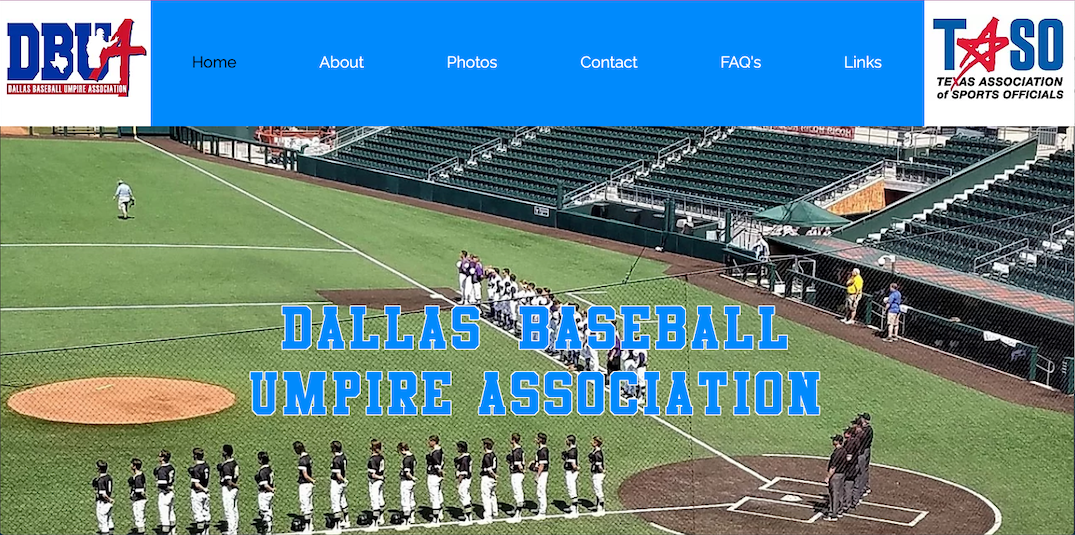 DBUA
DALLAS BASEBALL UMPIRE ASSOCIATION
Home
About
Photos
Contact
FAQ's
Links
TASO
TEXAS ASSOCIATION
of SPORTS OFFICIALS
DALLAS BASEBALL
UMPIRE ASSOCIATION